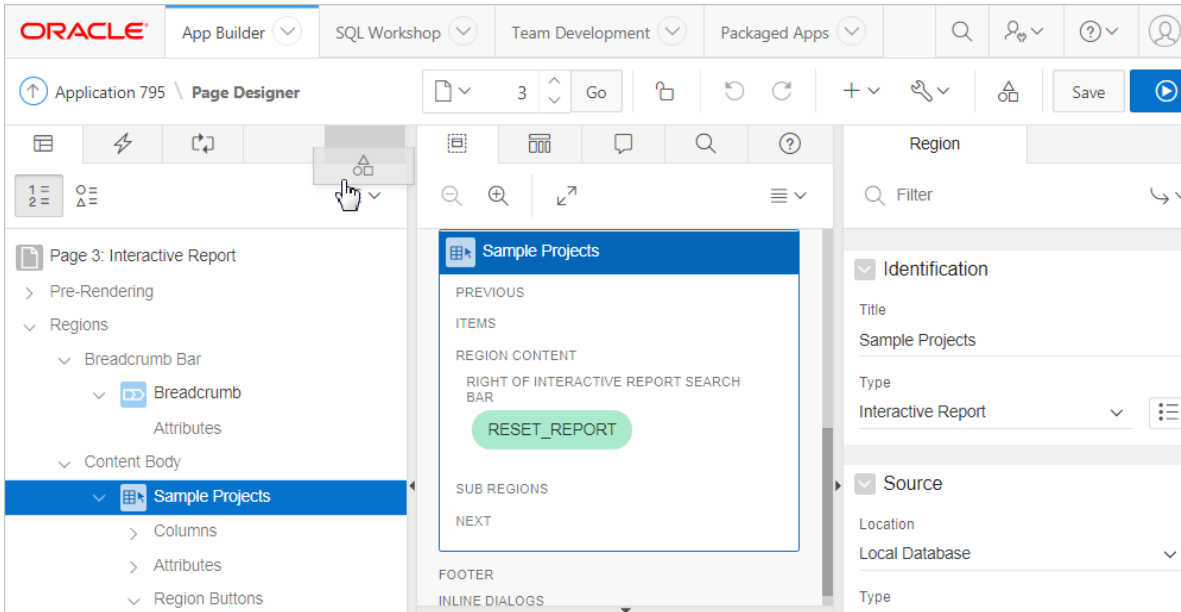 ORACLE
App Builder
SQL Workshop
Team Development
Packaged Apps
Application 795 \ Page Designer
3
Go
Save
Region
1 =
2 =
Filter
Page 3: Interactive Report
Pre-Rendering
Regions
Breadcrumb Bar
Breadcrumb
Attributes
Content Body
Sample Projects
Columns
Attributes
Region Buttons
Sample Projects
PREVIOUS
ITEMS
REGION CONTENT
RIGHT OF INTERACTIVE REPORT SEARCH
BAR
RESET_REPORT
SUB REGIONS
NEXT
FOOTER
INLINE DIALOGS
Identification
Title
Sample Projects
Type
Interactive Report
Source
Location
Local Database
Type